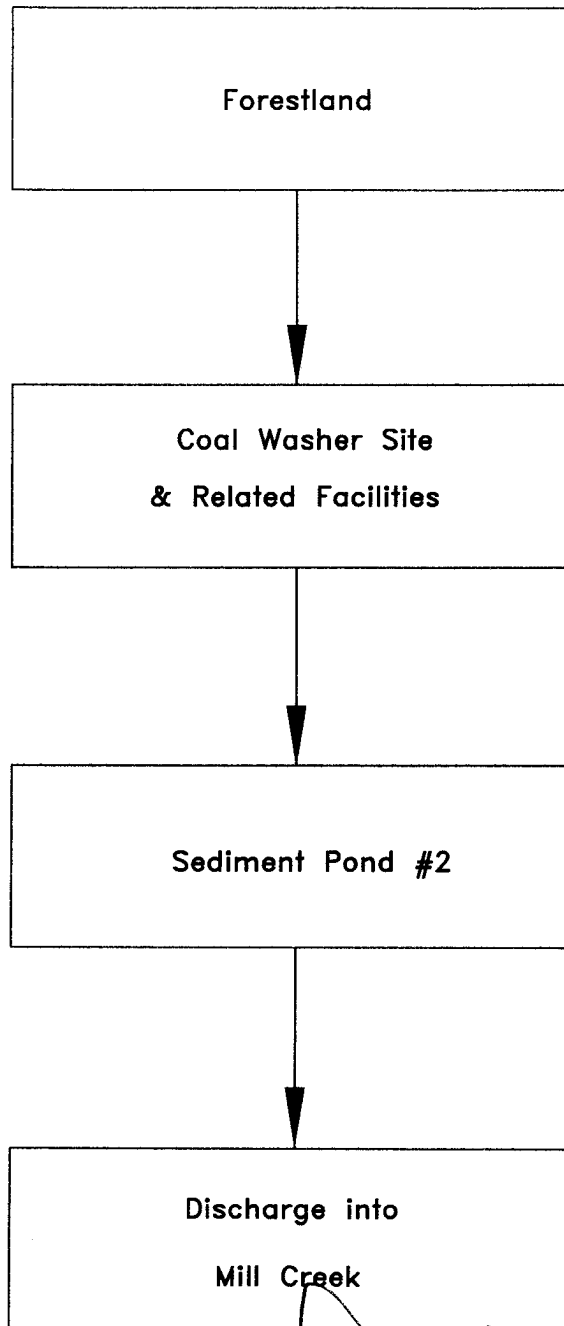 Forestland
Coal Washer Site
& Related Facilities
Sediment Pond #2
Discharge into
Mill Creek